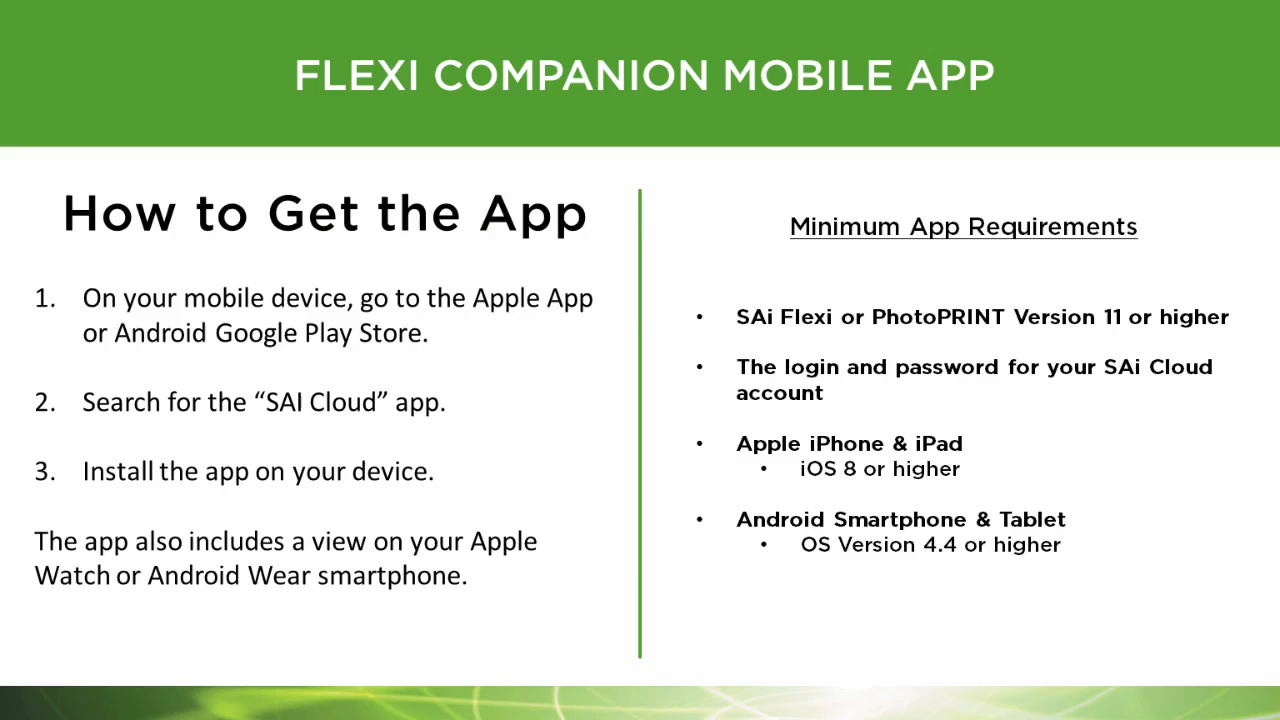 FLEXI COMPANION MOBILE APP
How to Get the App
1. On your mobile device, go to the Apple App
or Android Google Play Store.
2. Search for the “SAI Cloud” app.
3. Install the app on your device.
The app also includes a view on your Apple
Watch or Android Wear smartphone.
Minimum App Requirements
• SAi Flexi or PhotoPRINT Version 11 or higher
• The login and password for your SAi Cloud
account
• Apple iPhone & iPad
• iOS 8 or higher
• Android Smartphone & Tablet
• OS Version 4.4 or higher